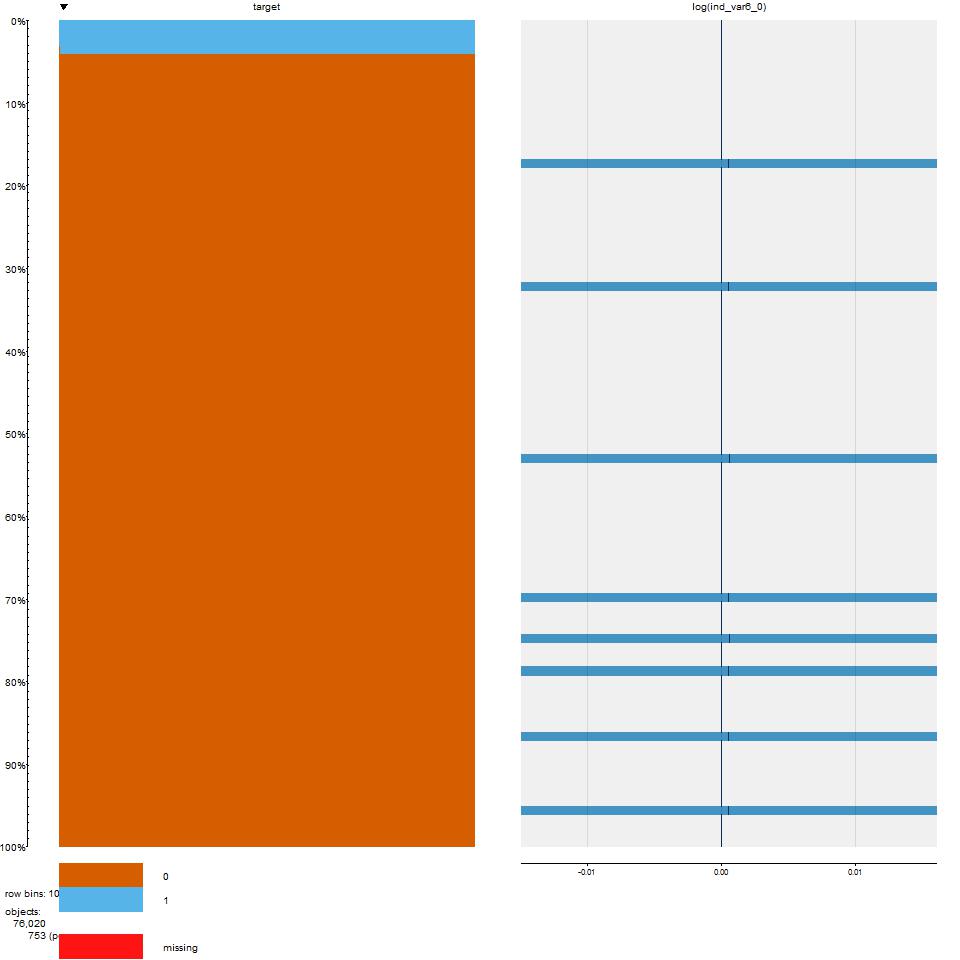 target
log(ind_var6_0)
0%
10%
20%
30%
40%
50%
60%
70%
80%
90%
100%
-0.01
0.00
0.01
0
row bins: 10
1
objects:
76,020
753 (p
missing